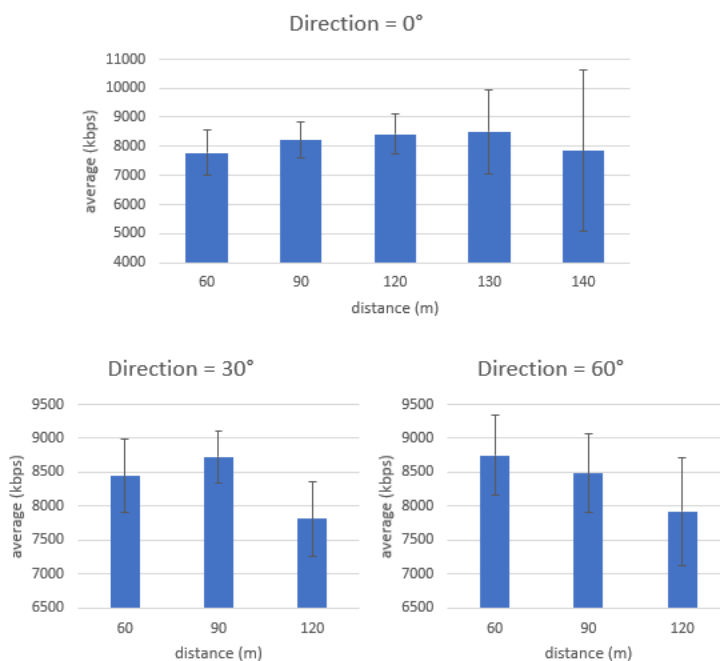 Direction = 0°
average (kbps)
11000
10000
9000
8000
7000
6000
5000
4000
60 90 120 130 140
distance (m)
Direction = 30°
average (kbps)
9500
9000
8500
8000
7500
7000
6500
60 90 120
distance (m)
Direction = 60°
average (kbps)
9500
9000
8500
8000
7500
7000
6500
60 90 120
distance (m)